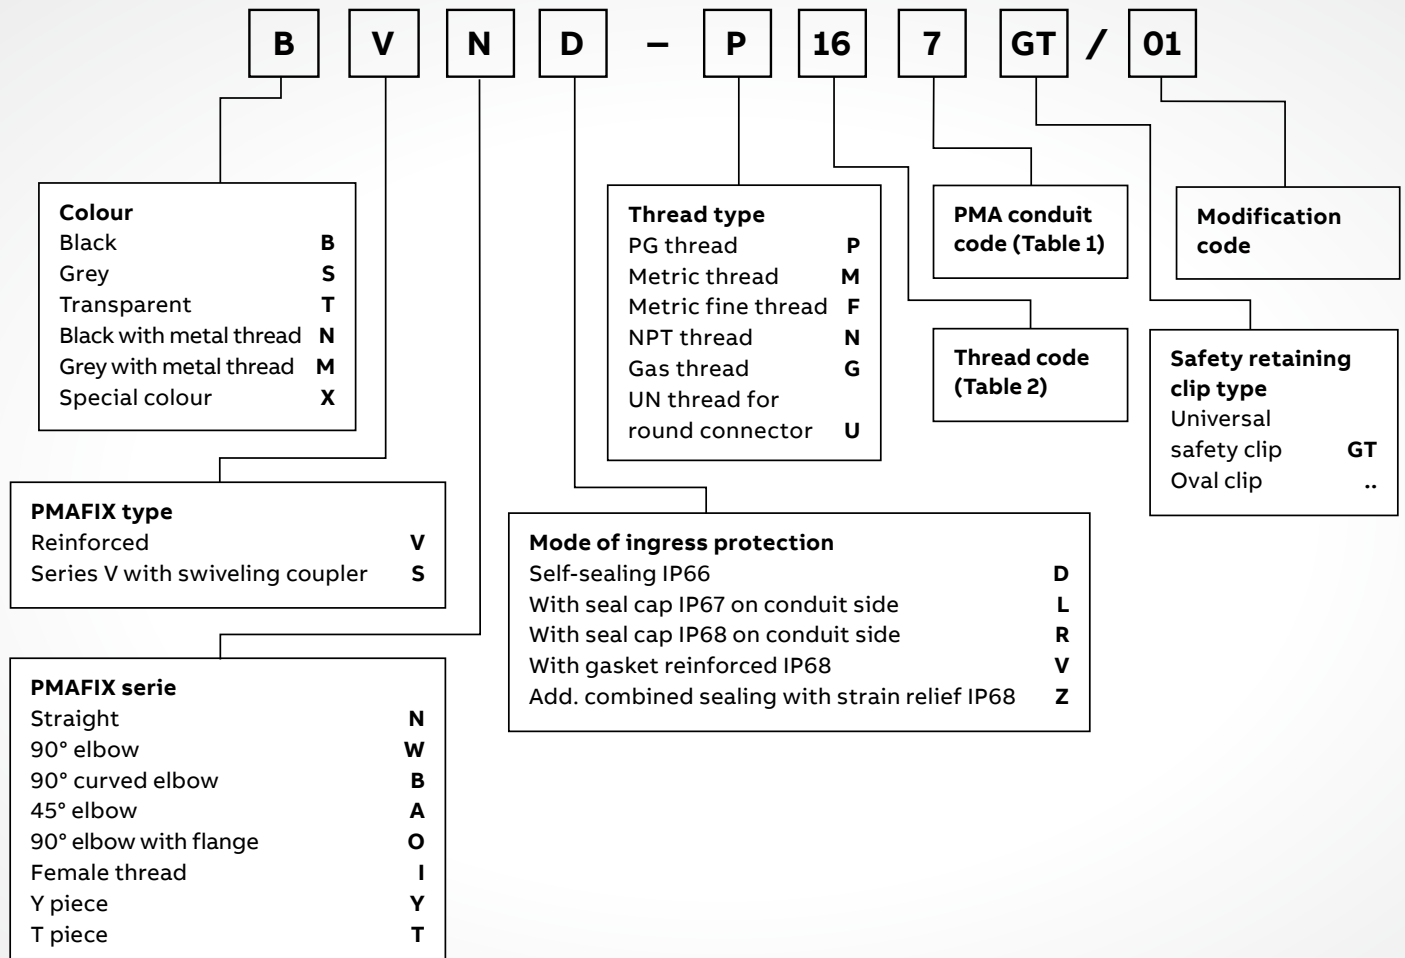 B V N D – P 16 7 GT / 01
Colour
Black B
Grey S
Transparent T
Black with metal thread N
Grey with metal thread M
Special colour X
Thread type
PG thread P
Metric thread M
Metric fine thread F
NPT thread N
Gas thread G
UN thread for
round connector U
PMA conduit
code (Table 1)
Modification
code
Thread code
(Table 2)
Safety retaining
clip type
Universal
safety clip GT
Oval clip ..
PMAFIX type
Reinforced V
Series V with swiveling coupler S
Mode of ingress protection
Self-sealing IP66 D
With seal cap IP67 on conduit side L
With seal cap IP68 on conduit side R
With gasket reinforced IP68 V
Add. combined sealing with strain relief IP68 Z
PMAFIX serie
Straight N
90° elbow W
90° curved elbow B
45° elbow A
90° elbow with flange O
Female thread I
Y piece Y
T piece T